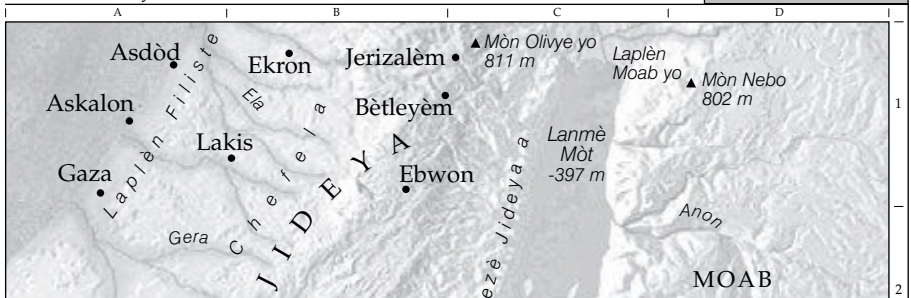 A B C D
Asdòd
Ekron
Jerizalèm
Mòn Olivye yo
811 m
Laplèn
Moab yo
Mòn Nebo
802 m
Askalon
Laplèn Filiste
Ela
Bètleyèm
1
Lakis
Chefela
Lanmè
Mòt
-397 m
Gaza
Ebwon
JIDEYA
Jideya a
Anon
Gera
MOAB
2